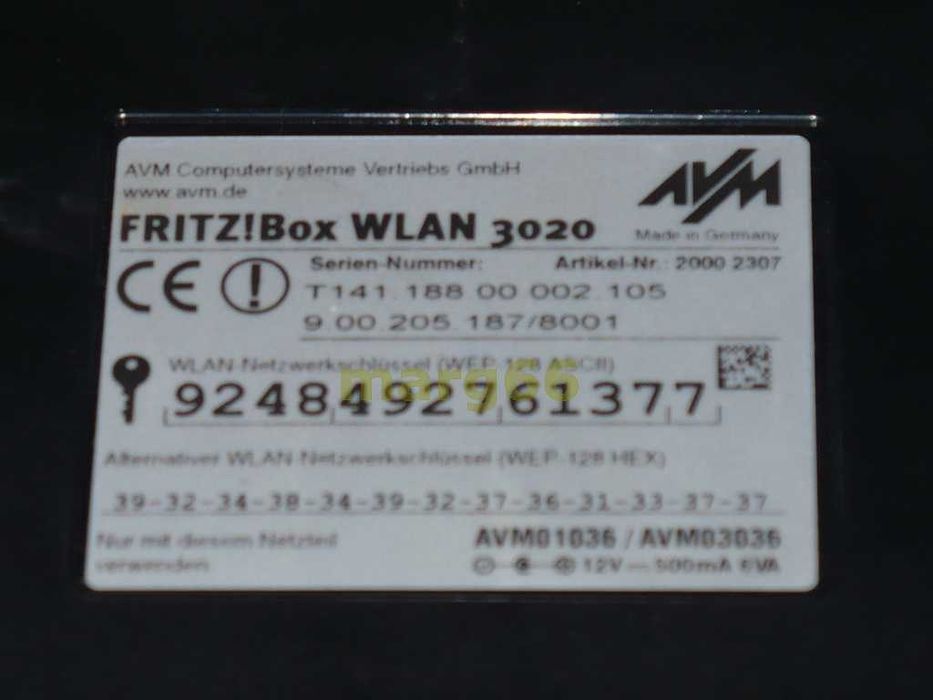 AVM Computersysteme Vertriebs GmbH
www.avm.de
AVM
FRITZ!Box WLAN 3020
Made in Germany
Serien-Nummer: Artikel-Nr.: 2000 2307
CE
T141.188 00 002.105
9.00.205.187/8001
WLAN-Netzwerkschlüssel (WEP-128 ASCII)
marg66
9248492761377
Alternativer WLAN-Netzwerkschlüssel (WEP-128 HEX)
39-32-34-38-34-39-32-37-36-31-33-37-37
Nur mit diesem Netzteil
verwenden
AVM01036 / AVM03036
12V — 500mA 6VA